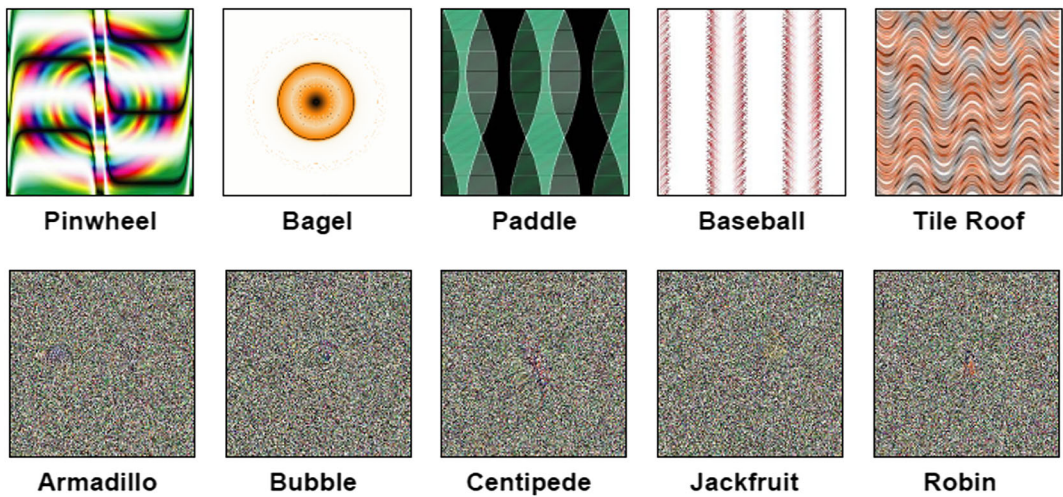 Pinwheel
Bagel
Paddle
Baseball
Tile Roof
Armadillo
Bubble
Centipede
Jackfruit
Robin